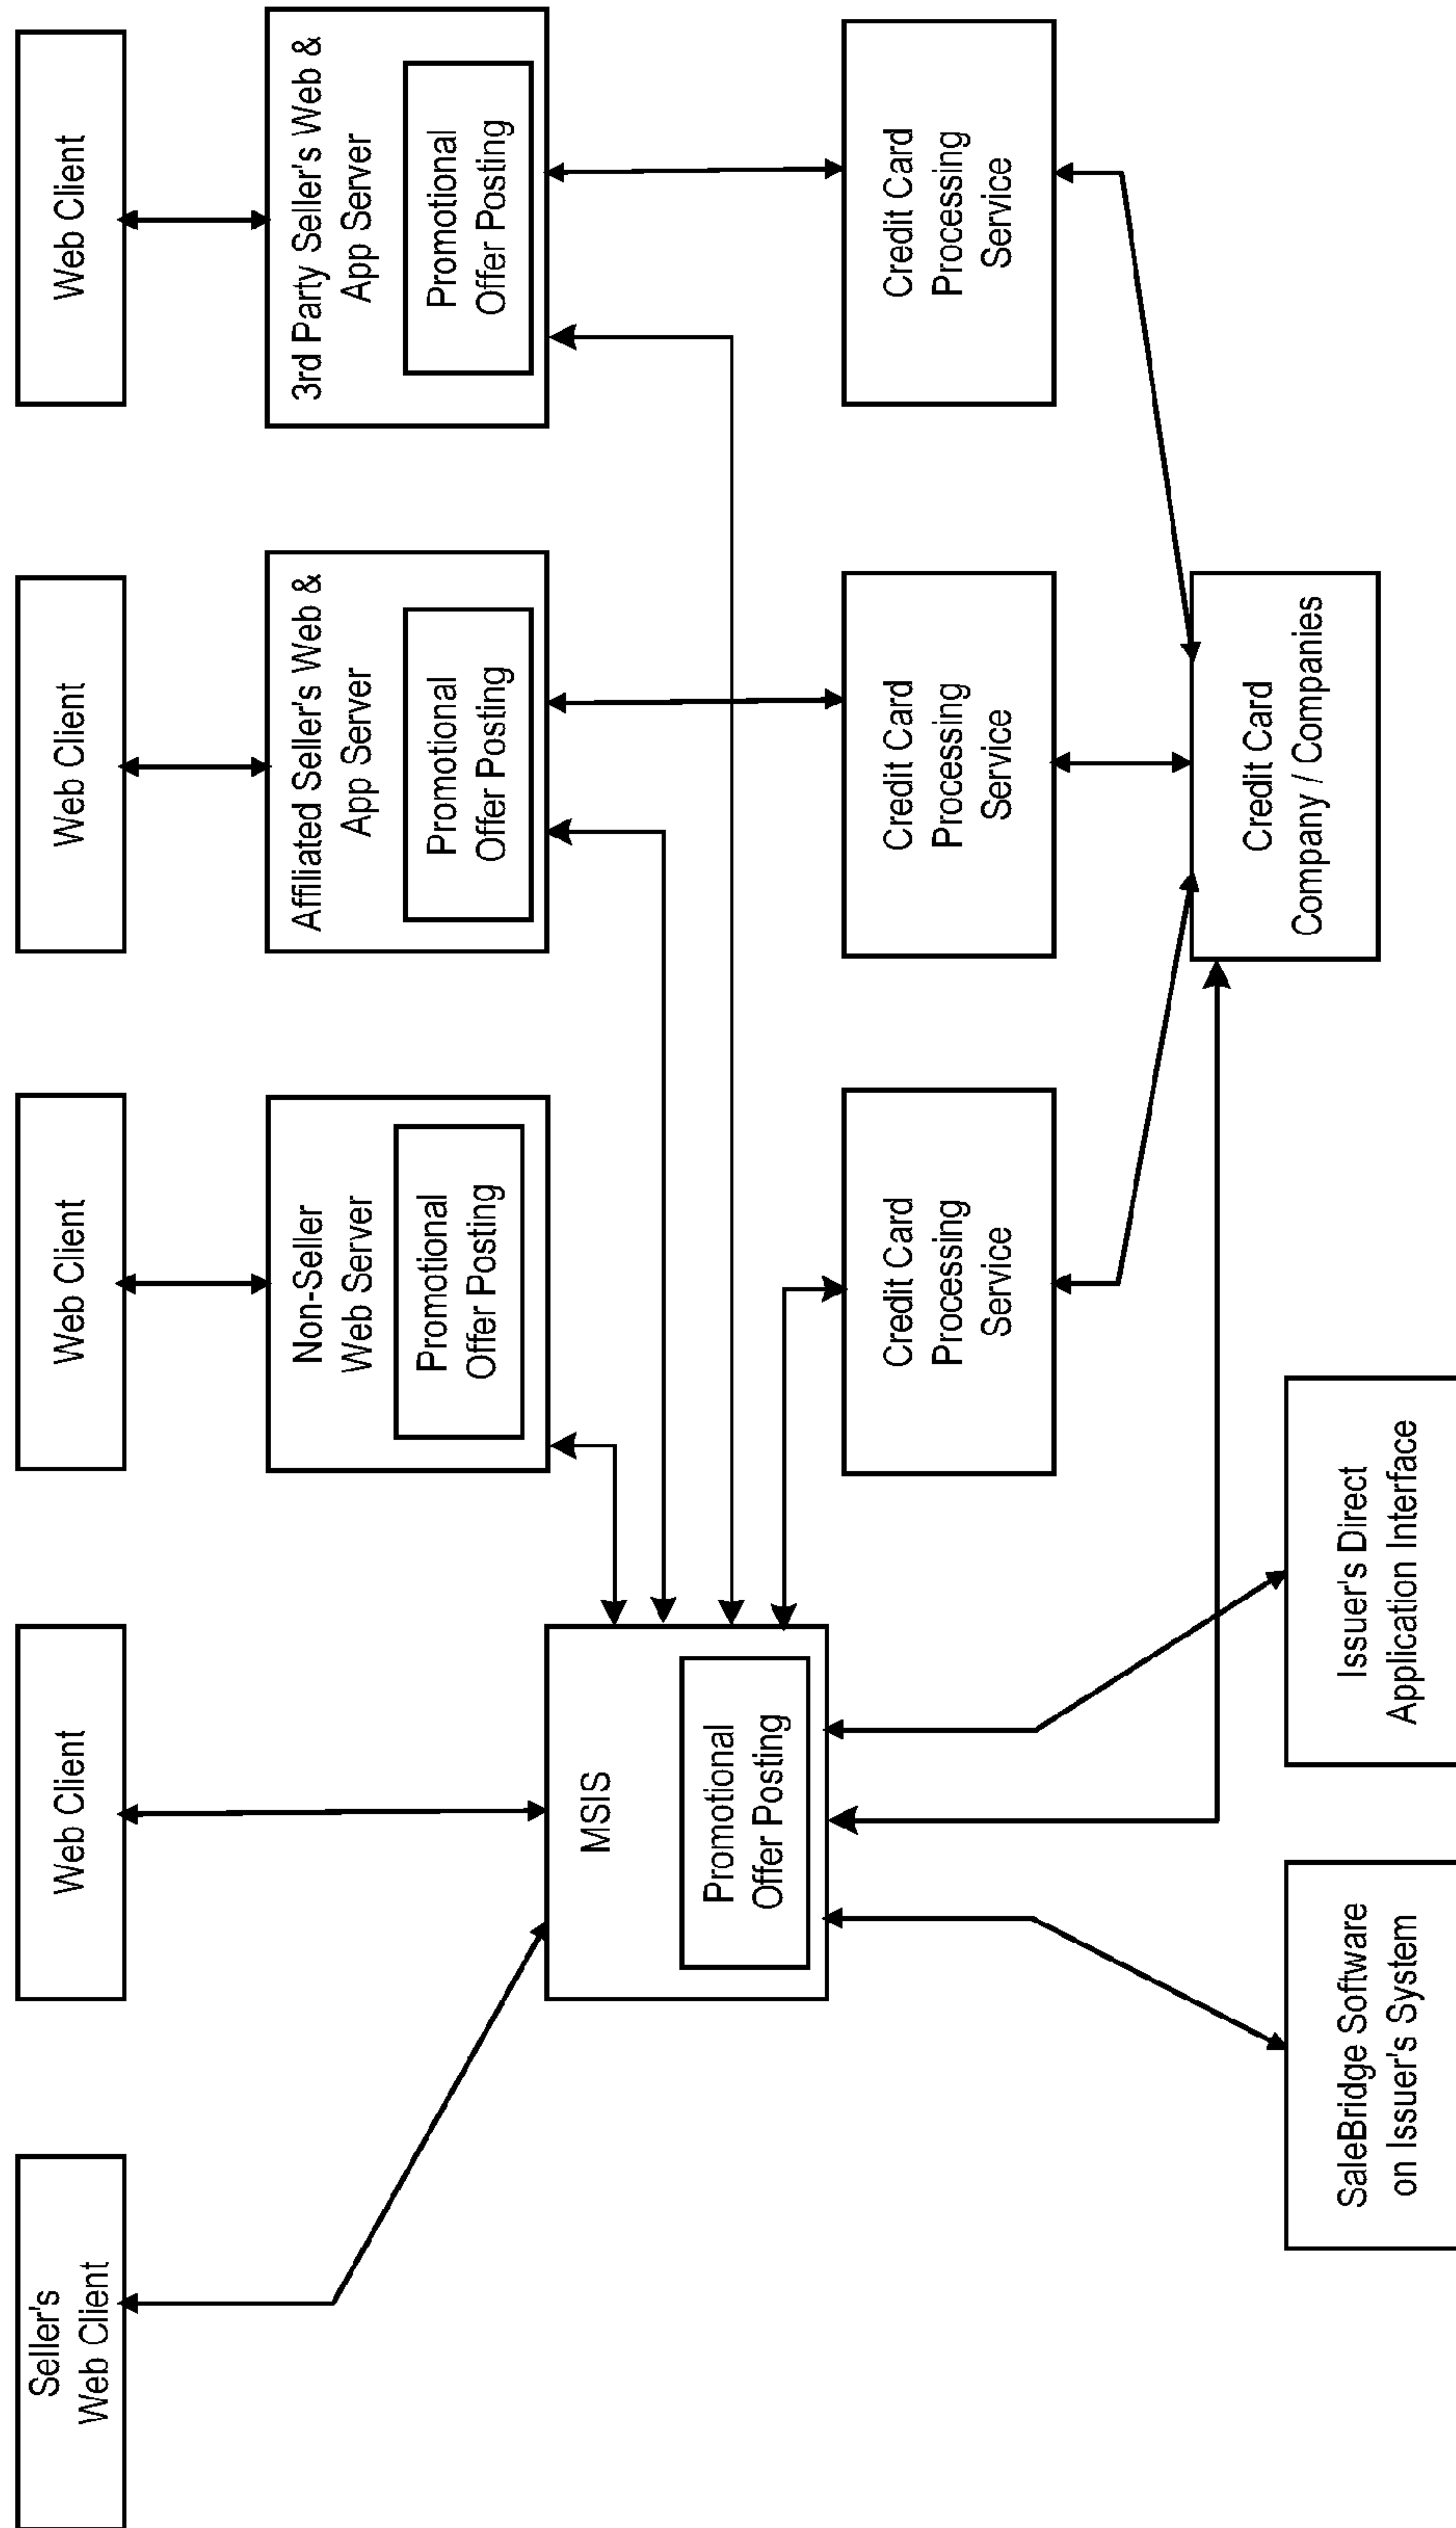 Seller's
Web Client
Web Client
Web Client
Web Client
Web Client
Non-Seller
Web Server
Promotional
Offer Posting
Affiliated Seller's Web &
App Server
Promotional
Offer Posting
3rd Party Seller's Web &
App Server
Promotional
Offer Posting
MSIS
Promotional
Offer Posting
Credit Card
Processing
Service
Credit Card
Processing
Service
Credit Card
Processing
Service
Credit Card
Company / Companies
SaleBridge Software
on Issuer's System
Issuer's Direct
Application Interface